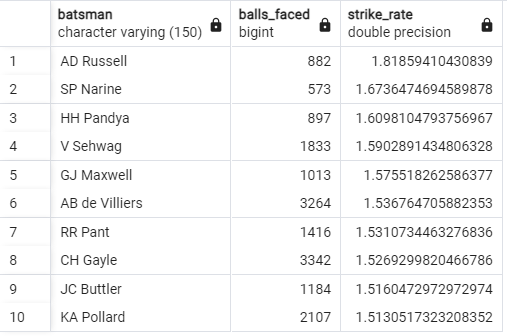 batsman balls_faced strike_rate
character varying (150) bigint double precision
1 AD Russell 882 1.81859410430839
2 SP Narine 573 1.6736474694589878
3 HH Pandya 897 1.6098104793756967
4 V Sehwag 1833 1.5902891434806328
5 GJ Maxwell 1013 1.575518262586377
6 AB de Villiers 3264 1.536764705882353
7 RR Pant 1416 1.5310734463276836
8 CH Gayle 3342 1.5269299820466786
9 JC Buttler 1184 1.5160472972972974
10 KA Pollard 2107 1.5130517323208352